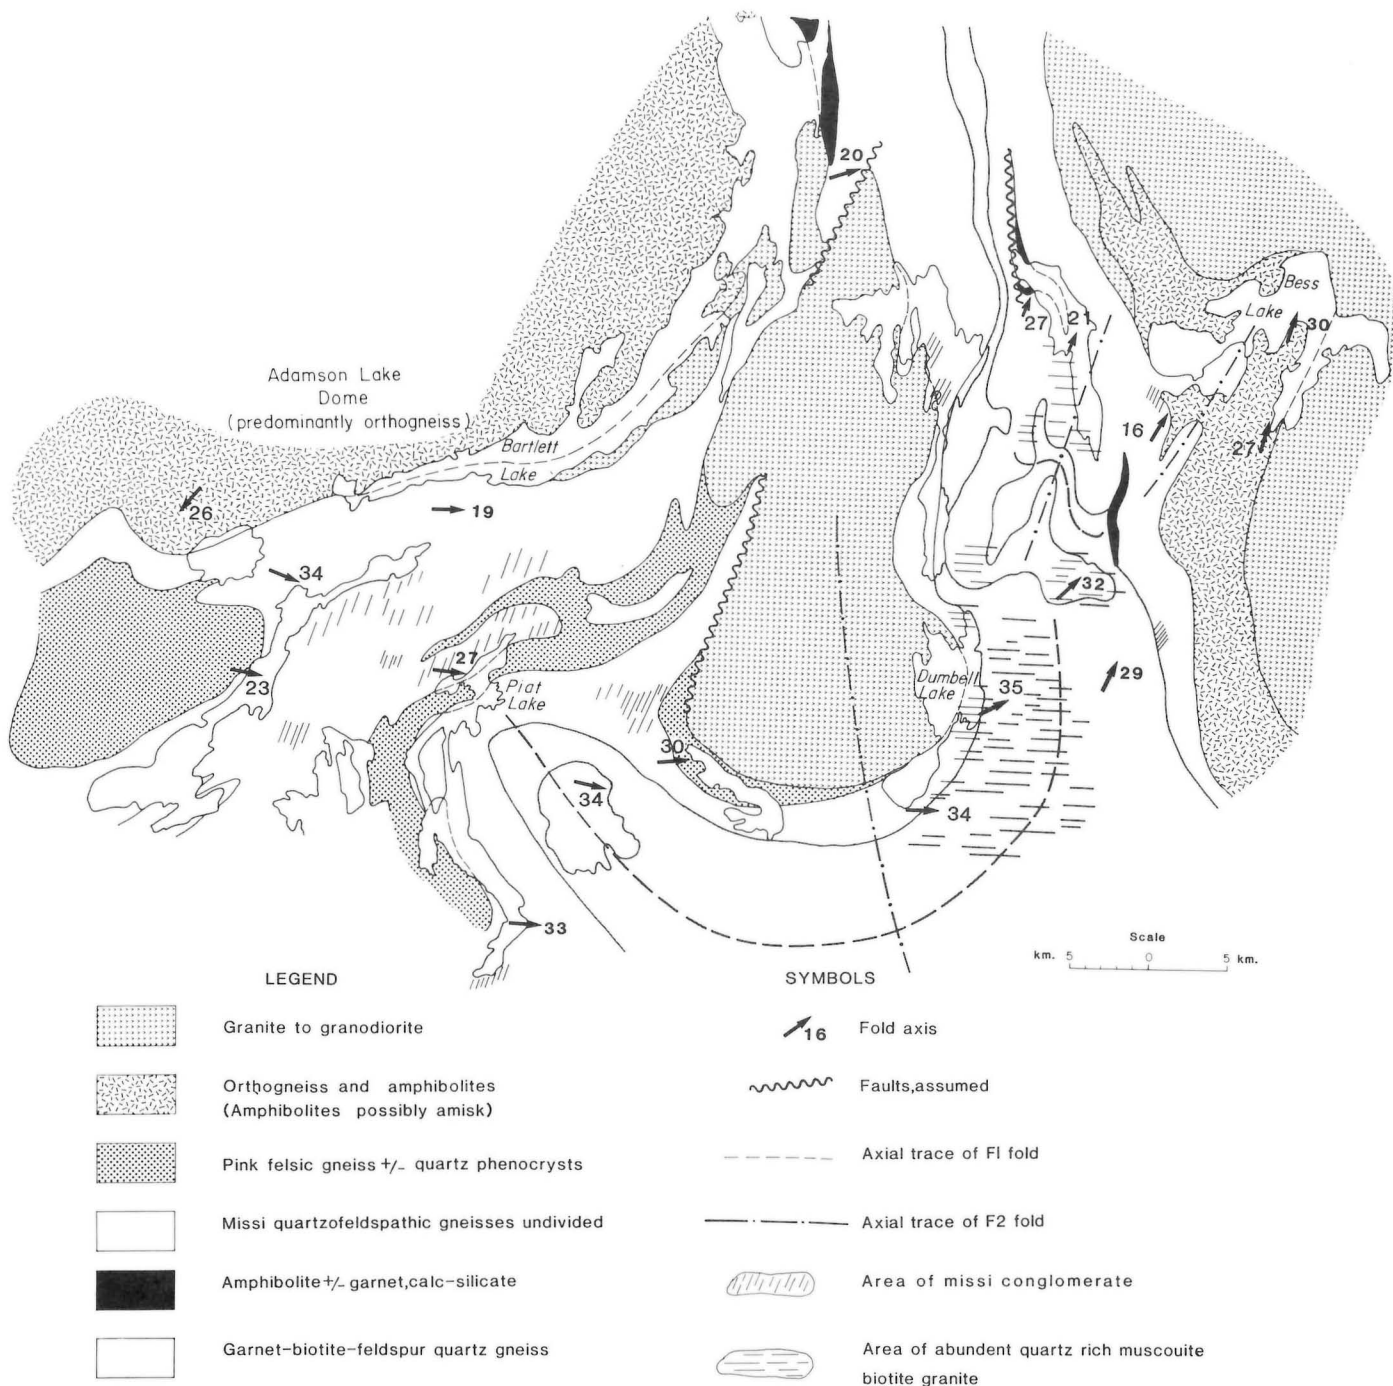 20
Bess
Lake
27
21
30
Adamson Lake
Dome
(predominantly orthogneiss)
Bartlett
Lake
16
27
26
19
34
32
27
23
Piat
Lake
Dumbell
Lake
35
29
30
34
34
33
Scale
km. 5 0 5 km.
LEGEND
Granite to granodiorite
Orthogneiss and amphibolites
(Amphibolites possibly amisk)
Pink felsic gneiss +/- quartz phenocrysts
Missi quartzofeldspathic gneisses undivided
Amphibolite +/- garnet,calc-silicate
Garnet-biotite-feldspur quartz gneiss
SYMBOLS
16 Fold axis
Faults,assumed
Axial trace of Fl fold
Axial trace of F2 fold
Area of missi conglomerate
Area of abundent quartz rich muscouite
biotite granite